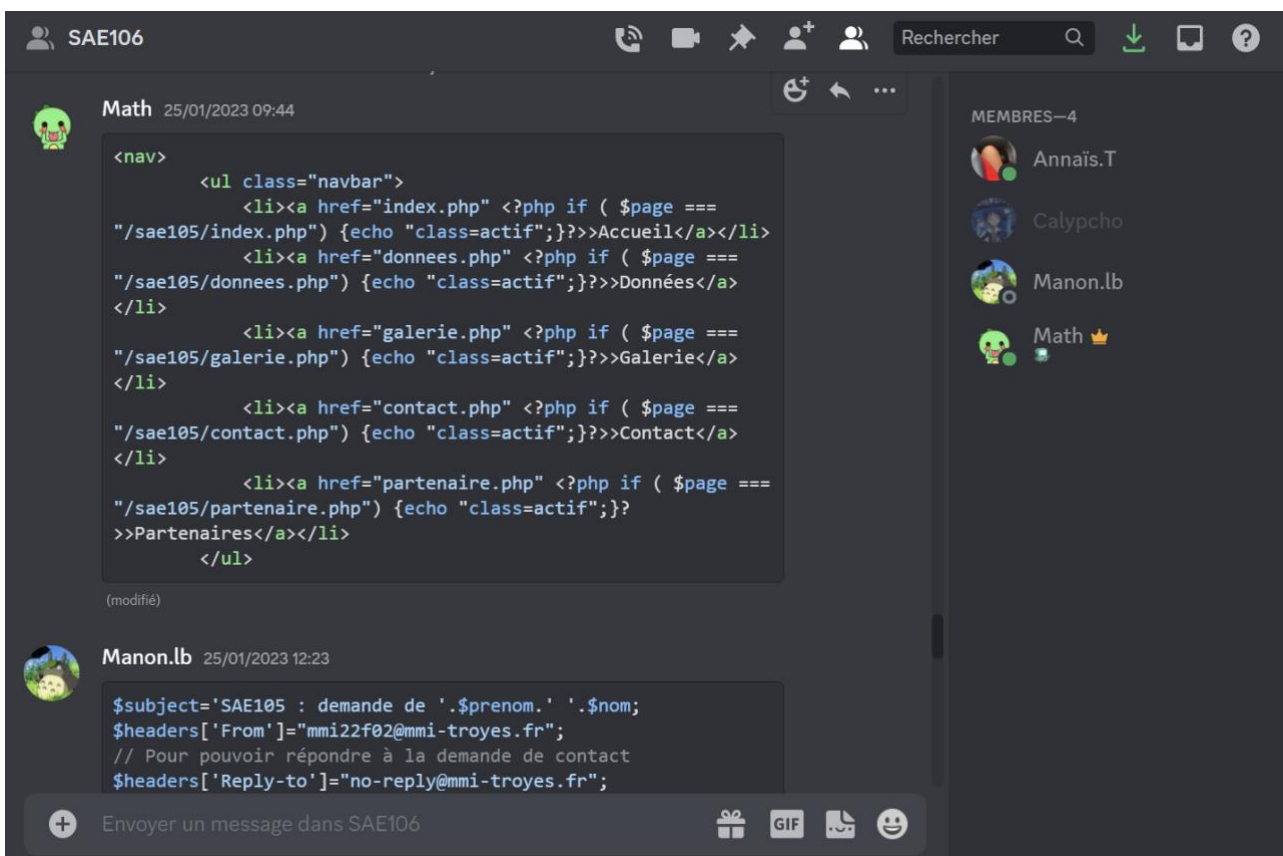 SAE106
Rechercher
Math 25/01/2023 09:44
<nav>
<ul class="navbar">
<li><a href="index.php" <?php if ( $page ===
"/sae105/index.php") {echo "class=actif";}?>>Accueil</a></li>
<li><a href="donnees.php" <?php if ( $page ===
"/sae105/donnees.php") {echo "class=actif";}?>>Données</a>
</li>
<li><a href="galerie.php" <?php if ( $page ===
"/sae105/galerie.php") {echo "class=actif";}?>>Galerie</a>
</li>
<li><a href="contact.php" <?php if ( $page ===
"/sae105/contact.php") {echo "class=actif";}?>>Contact</a>
</li>
<li><a href="partenaire.php" <?php if ( $page ===
"/sae105/partenaire.php") {echo "class=actif";}?
>>Partenaires</a></li>
</ul>
(modifié)
Manon.lb 25/01/2023 12:23
$subject='SAE105 : demande de '.$prenom.' '.$nom;
$headers['From']="mmi22f02@mmi-troyes.fr";
// Pour pouvoir répondre à la demande de contact
$headers['Reply-to']="no-reply@mmi-troyes.fr";
Envoyer un message dans SAE106
GIF
MEMBRES—4
Annaïs.T
Calypcho
Manon.lb
Math